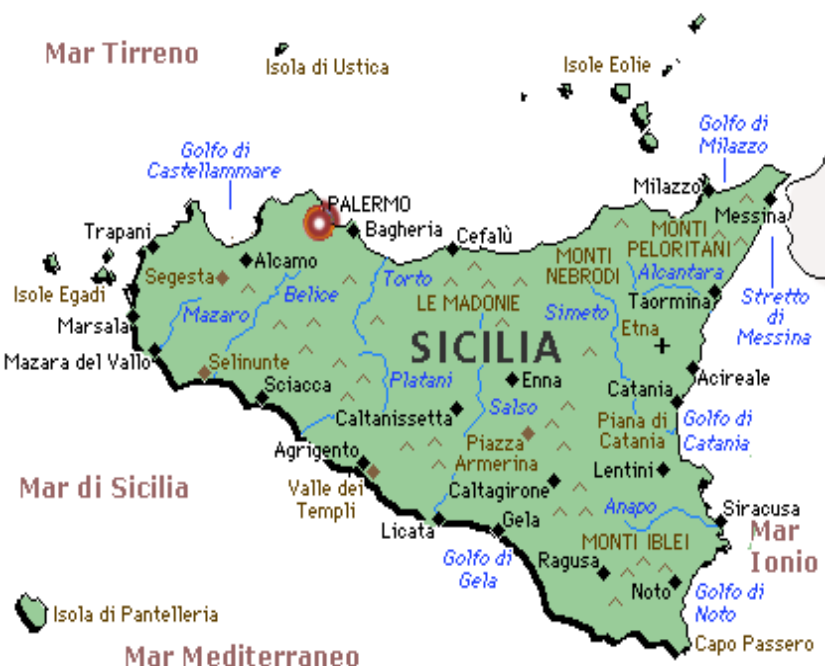 Mar Tirreno
Isola di Ustica
Isole Eolie
Golfo di
Milazzo
Golfo di
Castellammare
Milazzo
PALERMO
Messina
Trapani
Bagheria
Cefalù
MONTI
PELORITANI
Alcamo
MONTI
NEBRODI
Segesta
Torto
Alcantara
Isole Egadi
Belice
LE MADONIE
Taormina
Stretto
di
Messina
Mazaro
Simeto
Marsala
Etna
SICILIA
Mazara del Vallo
Selinunte
Acireale
Platani
Enna
Catania
Sciacca
Salso
Caltanissetta
Piana di
Catania
Golfo di
Catania
Piazza
Armerina
Agrigento
Lentini
Valle dei
Templi
Mar di Sicilia
Caltagirone
Anapo
Siracusa
Licata
Gela
Mar
Ionio
MONTI IBLEI
Golfo di
Gela
Ragusa
Noto
Golfo di
Noto
Isola di Pantelleria
Capo Passero
Mar Mediterraneo